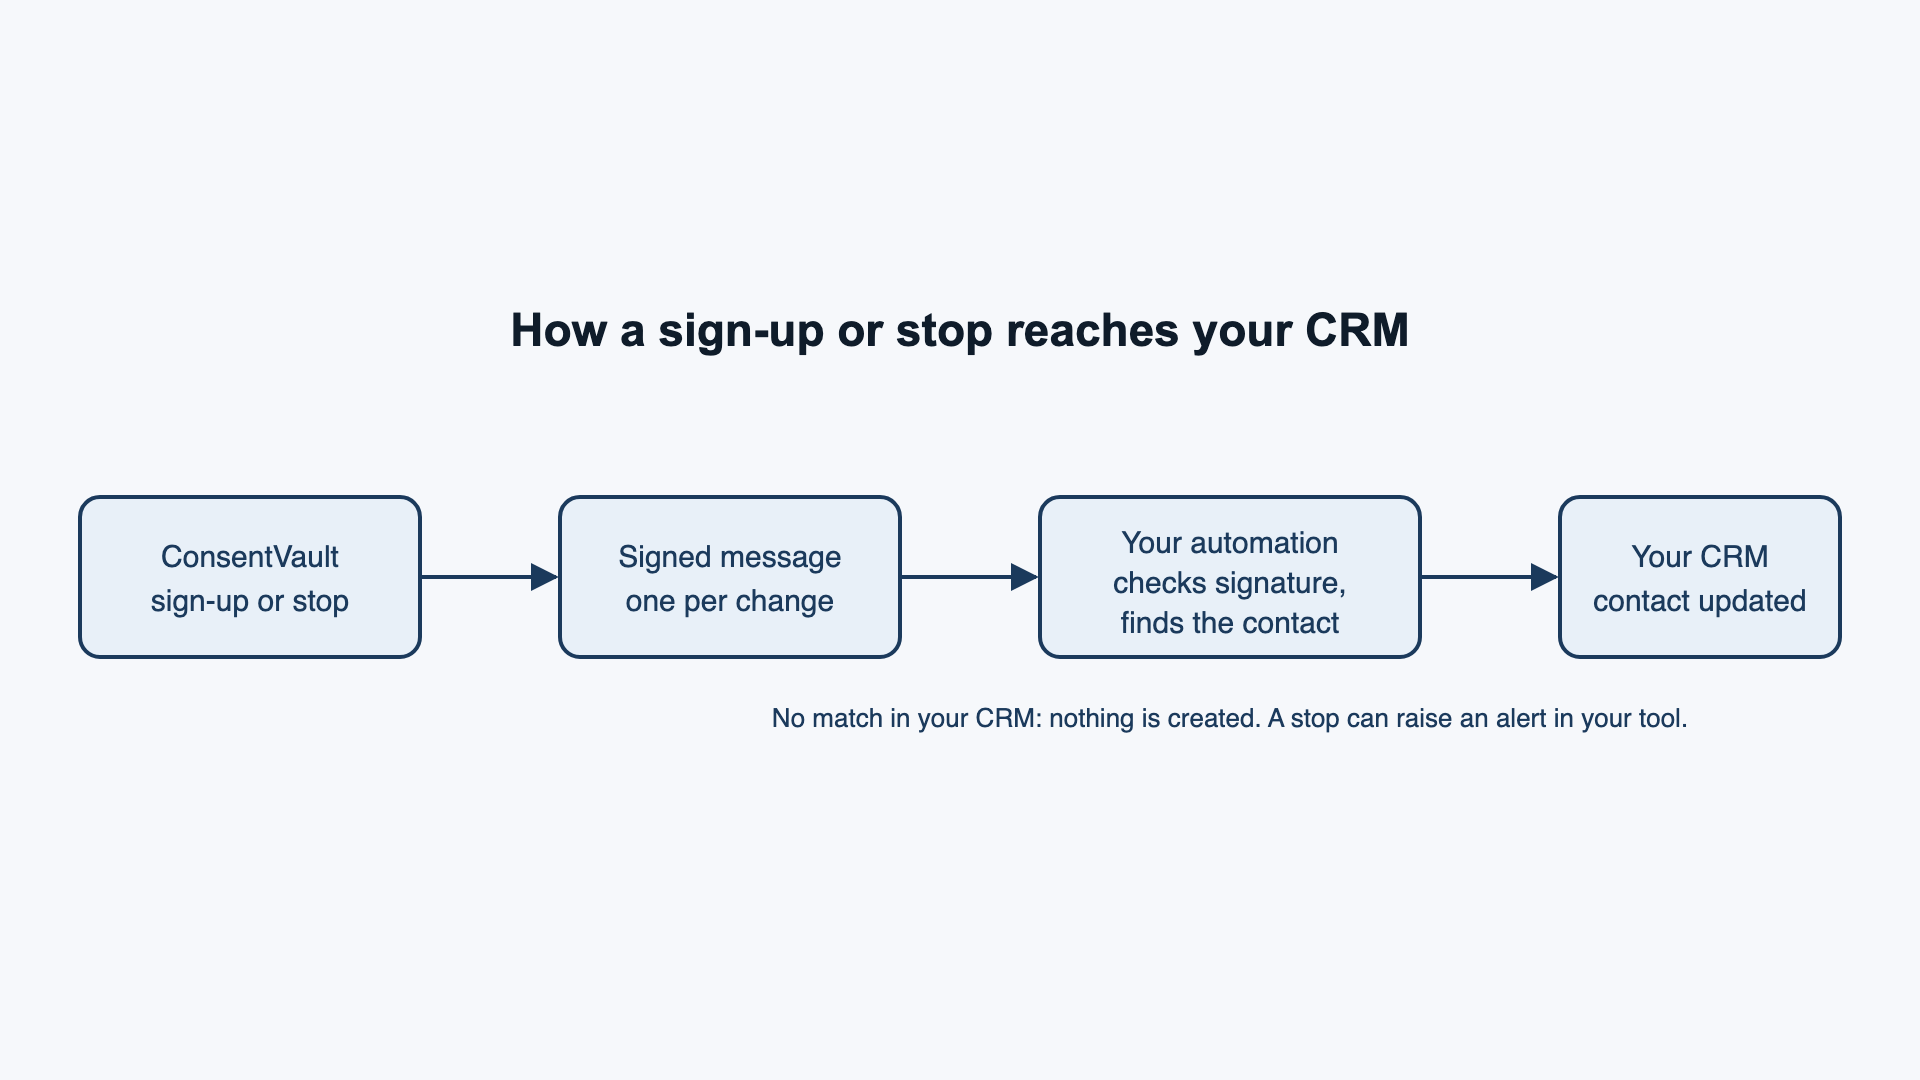 How a sign-up or stop reaches your CRM
ConsentVault
sign-up or stop
Signed message
one per change
Your automation
checks signature,
finds the contact
Your CRM
contact updated
No match in your CRM: nothing is created. A stop can raise an alert in your tool.